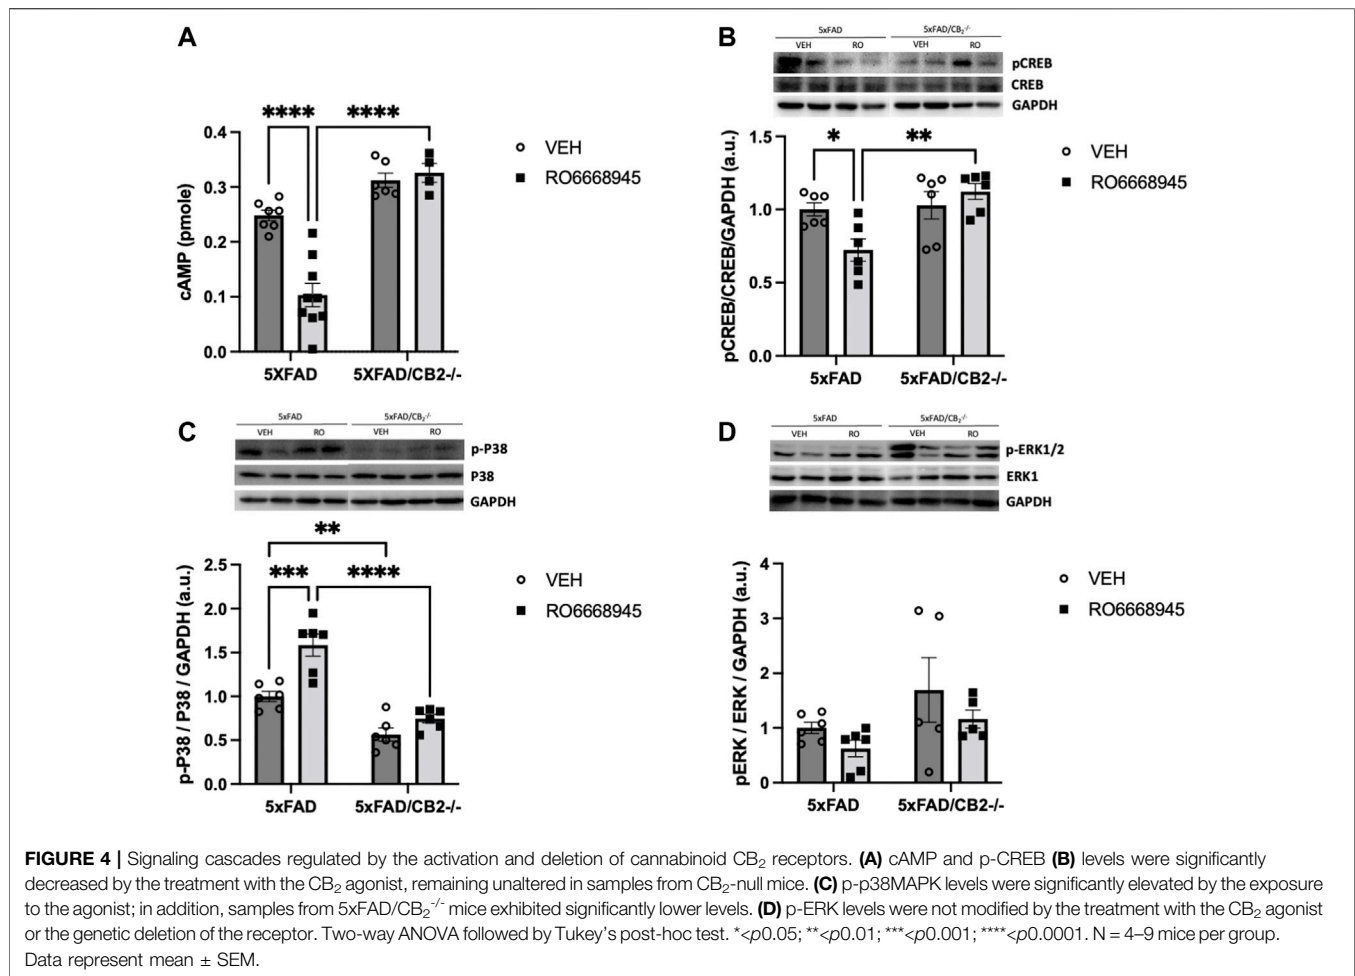 A
****
****
0.4
0.3
0.2
0.1
0.0
cAMP (pmole)
5XFAD
5XFAD/CB2-/-
VEH
RO6668945
B
5xFAD
5xFAD/CB2-/-
VEH
RO
VEH
RO
pCREB
CREB
GAPDH
*
**
1.5
1.0
0.5
0.0
pCREB/CREB/GAPDH (a.u.)
5xFAD
5xFAD/CB2-/-
VEH
RO6668945
C
5xFAD
5xFAD/CB2-/-
VEH
RO
VEH
RO
p-P38
P38
GAPDH
**
***
****
2.5
2.0
1.5
1.0
0.5
0.0
p-P38 / P38 / GAPDH (a.u.)
5xFAD
5xFAD/CB2-/-
VEH
RO6668945
D
5xFAD
5xFAD/CB2-/-
VEH
RO
VEH
RO
p-ERK1/2
ERK1
GAPDH
4
3
2
1
0
pERK / ERK / GAPDH (a.u.)
5xFAD
5xFAD/CB2-/-
VEH
RO6668945
FIGURE 4 | Signaling cascades regulated by the activation and deletion of cannabinoid CB2 receptors. (A) cAMP and p-CREB (B) levels were significantly
decreased by the treatment with the CB2 agonist, remaining unaltered in samples from CB2-null mice. (C) p-p38MAPK levels were significantly elevated by the exposure
to the agonist; in addition, samples from 5xFAD/CB2-/- mice exhibited significantly lower levels. (D) p-ERK levels were not modified by the treatment with the CB2 agonist
or the genetic deletion of the receptor. Two-way ANOVA followed by Tukey's post-hoc test. *<p0.05; **<p0.01; ***<p0.001; ****<p0.0001. N = 4–9 mice per group.
Data represent mean ± SEM.